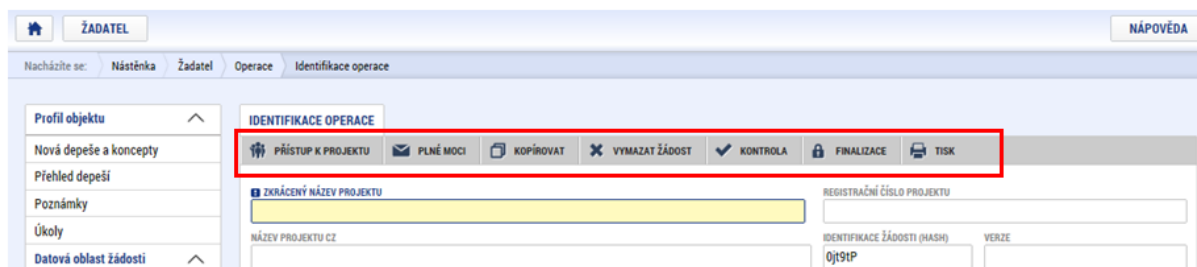 ŽADATEL NÁPOVĚDA
Nacházíte se: Nástěnka Žadatel Operace Identifikace operace
Profil objektu
Nová depeše a koncepty
Přehled depeší
Poznámky
Úkoly
Datová oblast žádosti
IDENTIFIKACE OPERACE
PŘÍSTUP K PROJEKTU PLNÉ MOCI KOPÍROVAT VYMAZAT ŽÁDOST KONTROLA FINALIZACE TISK
ZKRÁCENÝ NÁZEV PROJEKTU REGISTRAČNÍ ČÍSLO PROJEKTU
NÁZEV PROJEKTU CZ IDENTIFIKACE ŽÁDOSTI (HASH) VERZE
0jt9tP